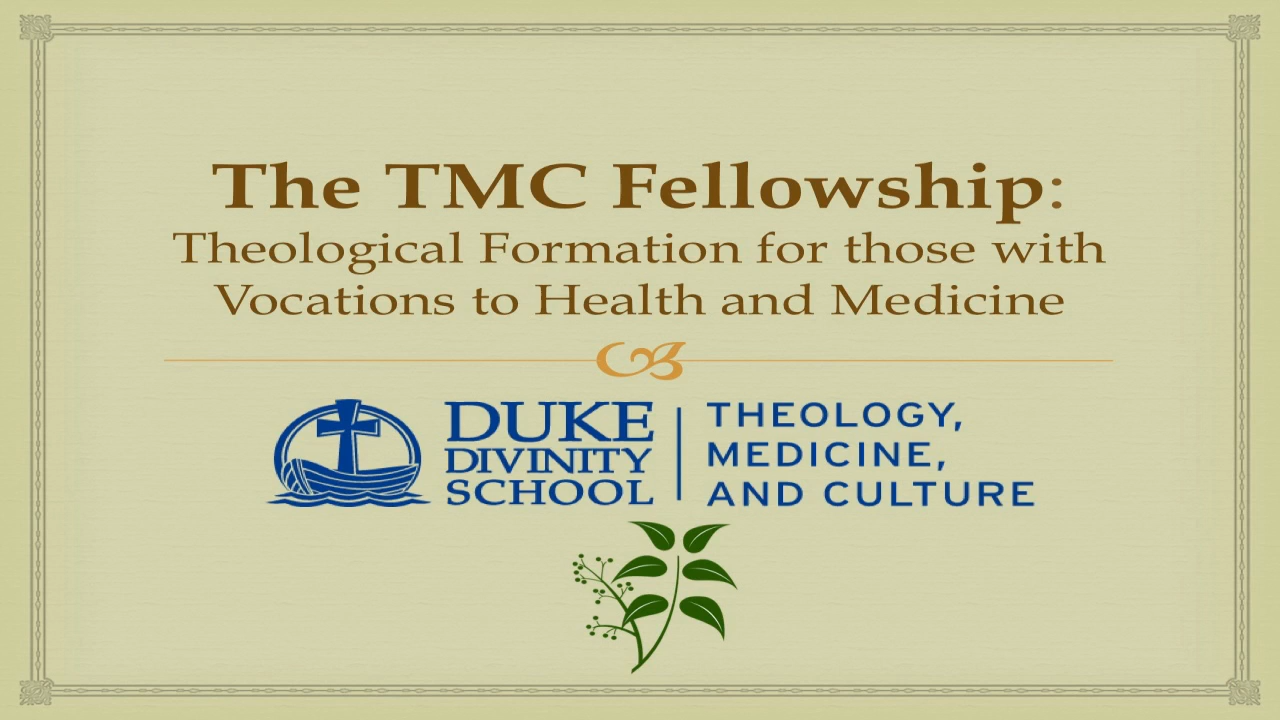 The TMC Fellowship:
Theological Formation for those with
Vocations to Health and Medicine
DUKE
DIVINITY
SCHOOL
THEOLOGY,
MEDICINE,
AND CULTURE